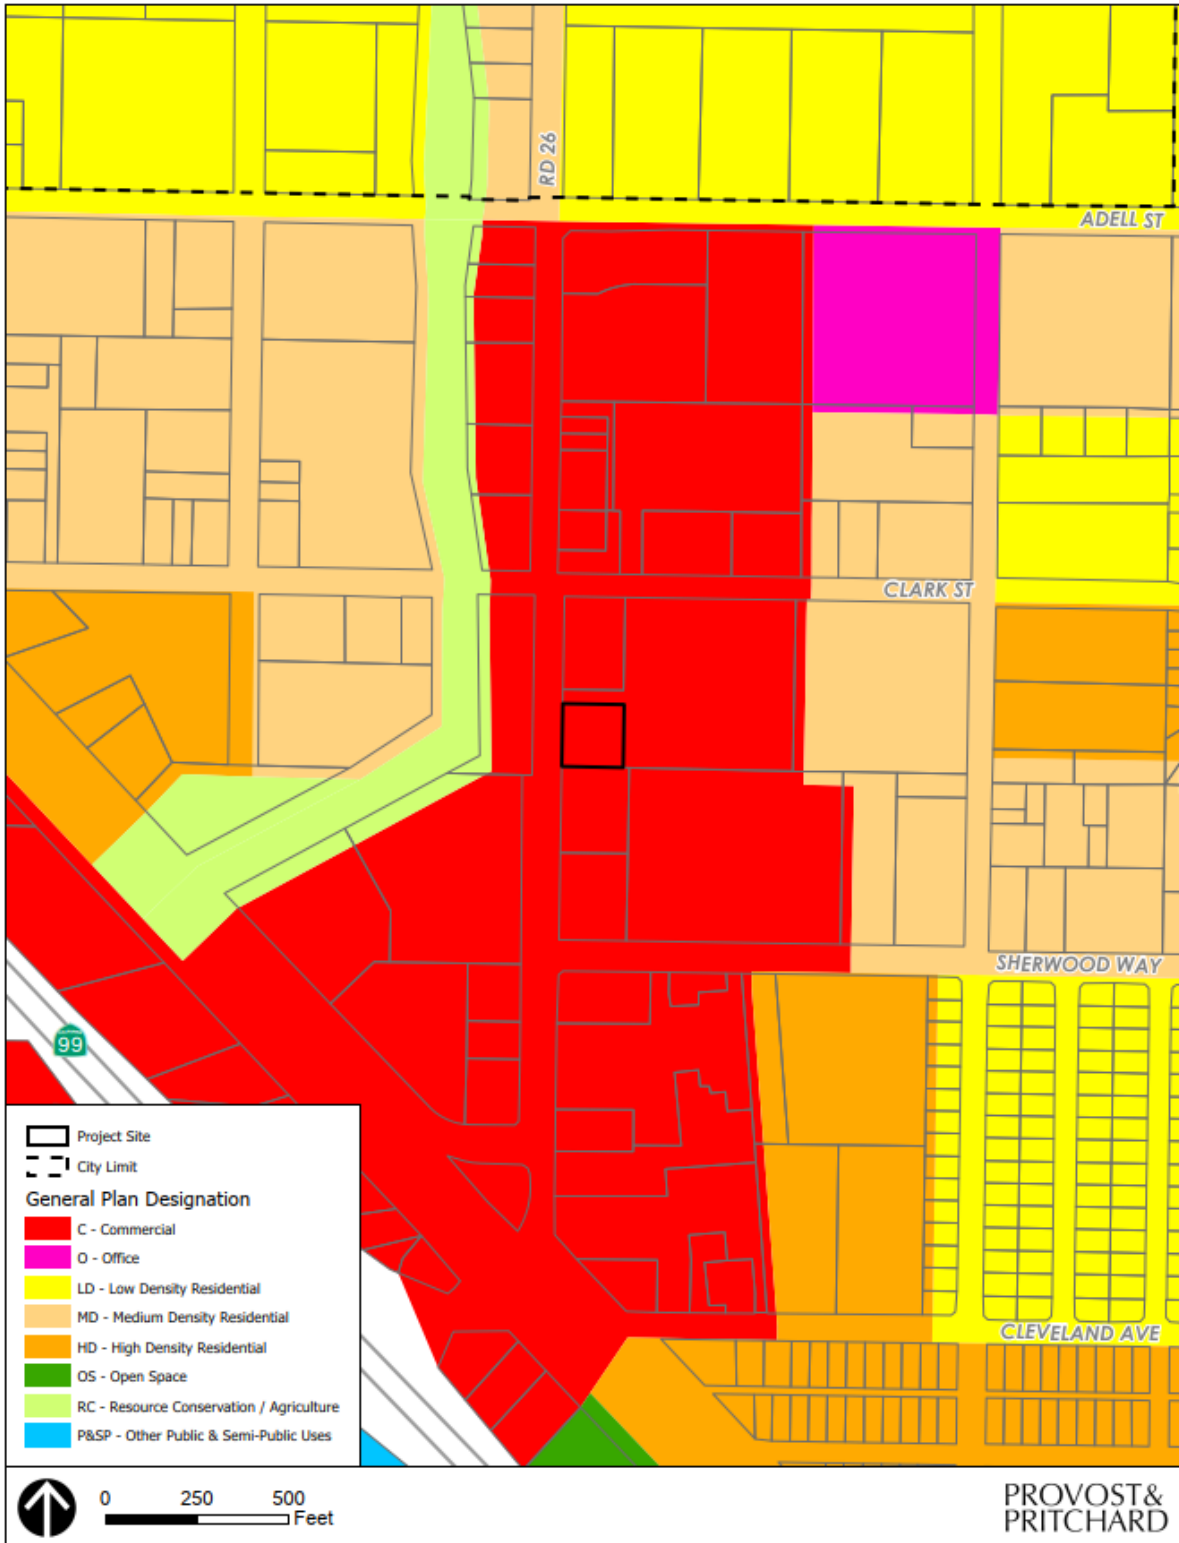 RD 26
ADELL ST
CLARK ST
SHERWOOD WAY
99
CLEVELAND AVE
Project Site
City Limit
General Plan Designation
C - Commercial
O - Office
LD - Low Density Residential
MD - Medium Density Residential
HD - High Density Residential
OS - Open Space
RC - Resource Conservation / Agriculture
P&SP - Other Public & Semi-Public Uses
0 250 500
Feet
PROVOST&
PRITCHARD